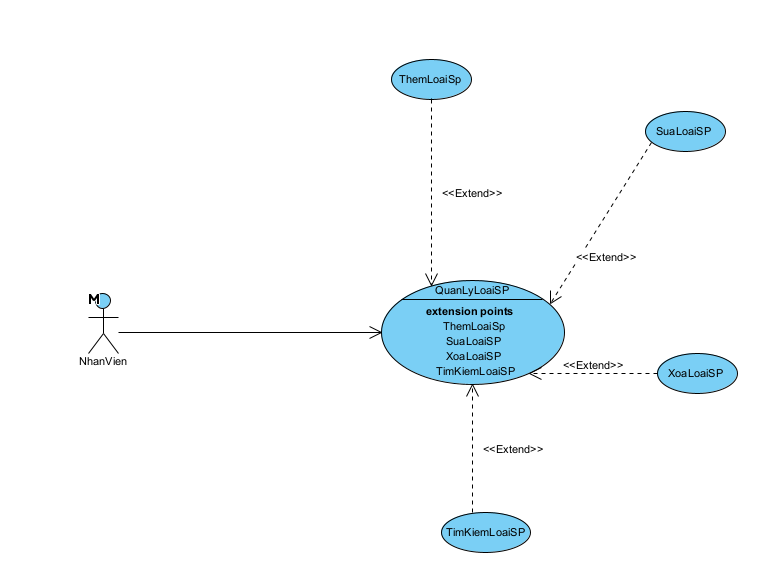 ThemLoaiSp
SuaLoaiSP
<<Extend>>
<<Extend>>
QuanLyLoaiSP
extension points
ThemLoaiSp
SuaLoaiSP
XoaLoaiSP
TimKiemLoaiSP
M
NhanVien
<<Extend>>
XoaLoaiSP
<<Extend>>
TimKiemLoaiSP